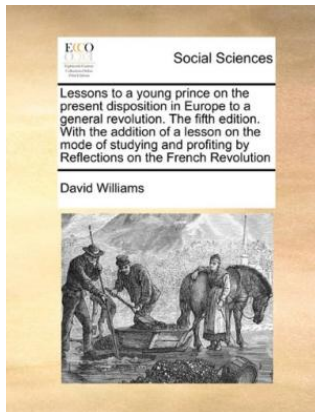 ECCO
Social Sciences
Lessons to a young prince on the
present disposition in Europe to a
general revolution. The fifth edition.
With the addition of a lesson on the
mode of studying and profiting by
Reflections on the French Revolution
David Williams